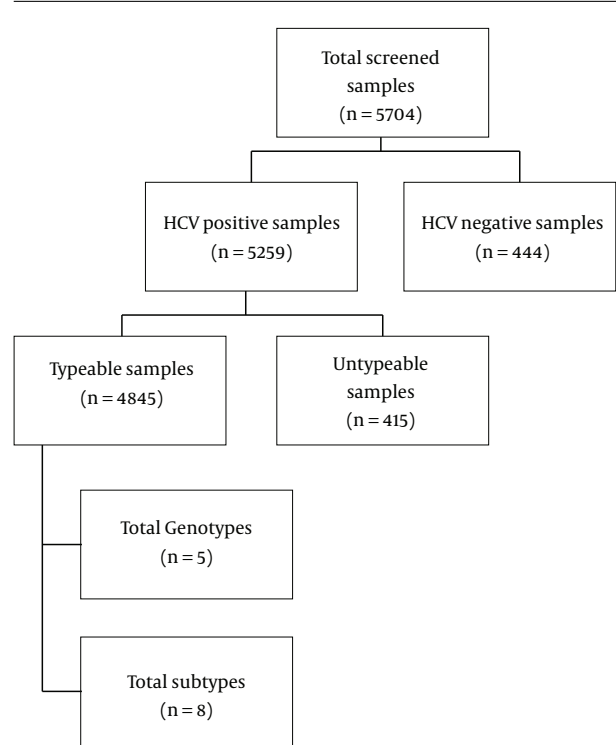 Total screened
samples
(n = 5704)
HCV positive samples
(n = 5259)
HCV negative samples
(n = 444)
Typeable samples
(n = 4845)
Untypeable
samples
(n = 415)
Total Genotypes
(n = 5)
Total subtypes
(n = 8)